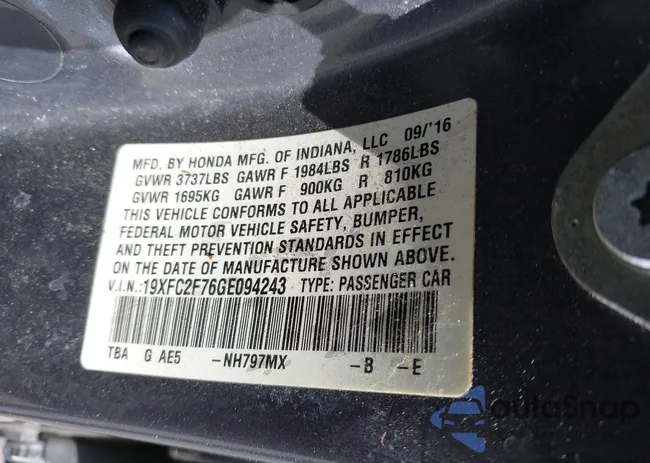 MFD. BY HONDA MFG. OF INDIANA, LLC 09/'16
GVWR 3737LBS GAWR F 1984LBS R 1786LBS
GVWR 1695KG GAWR F 900KG R 810KG
THIS VEHICLE CONFORMS TO ALL APPLICABLE
FEDERAL MOTOR VEHICLE SAFETY, BUMPER,
AND THEFT PREVENTION STANDARDS IN EFFECT
ON THE DATE OF MANUFACTURE SHOWN ABOVE.
V.I.N.:19XFC2F76GE094243 TYPE: PASSENGER CAR
TBA G AE5 -NH797MX -B -E
autoSnap